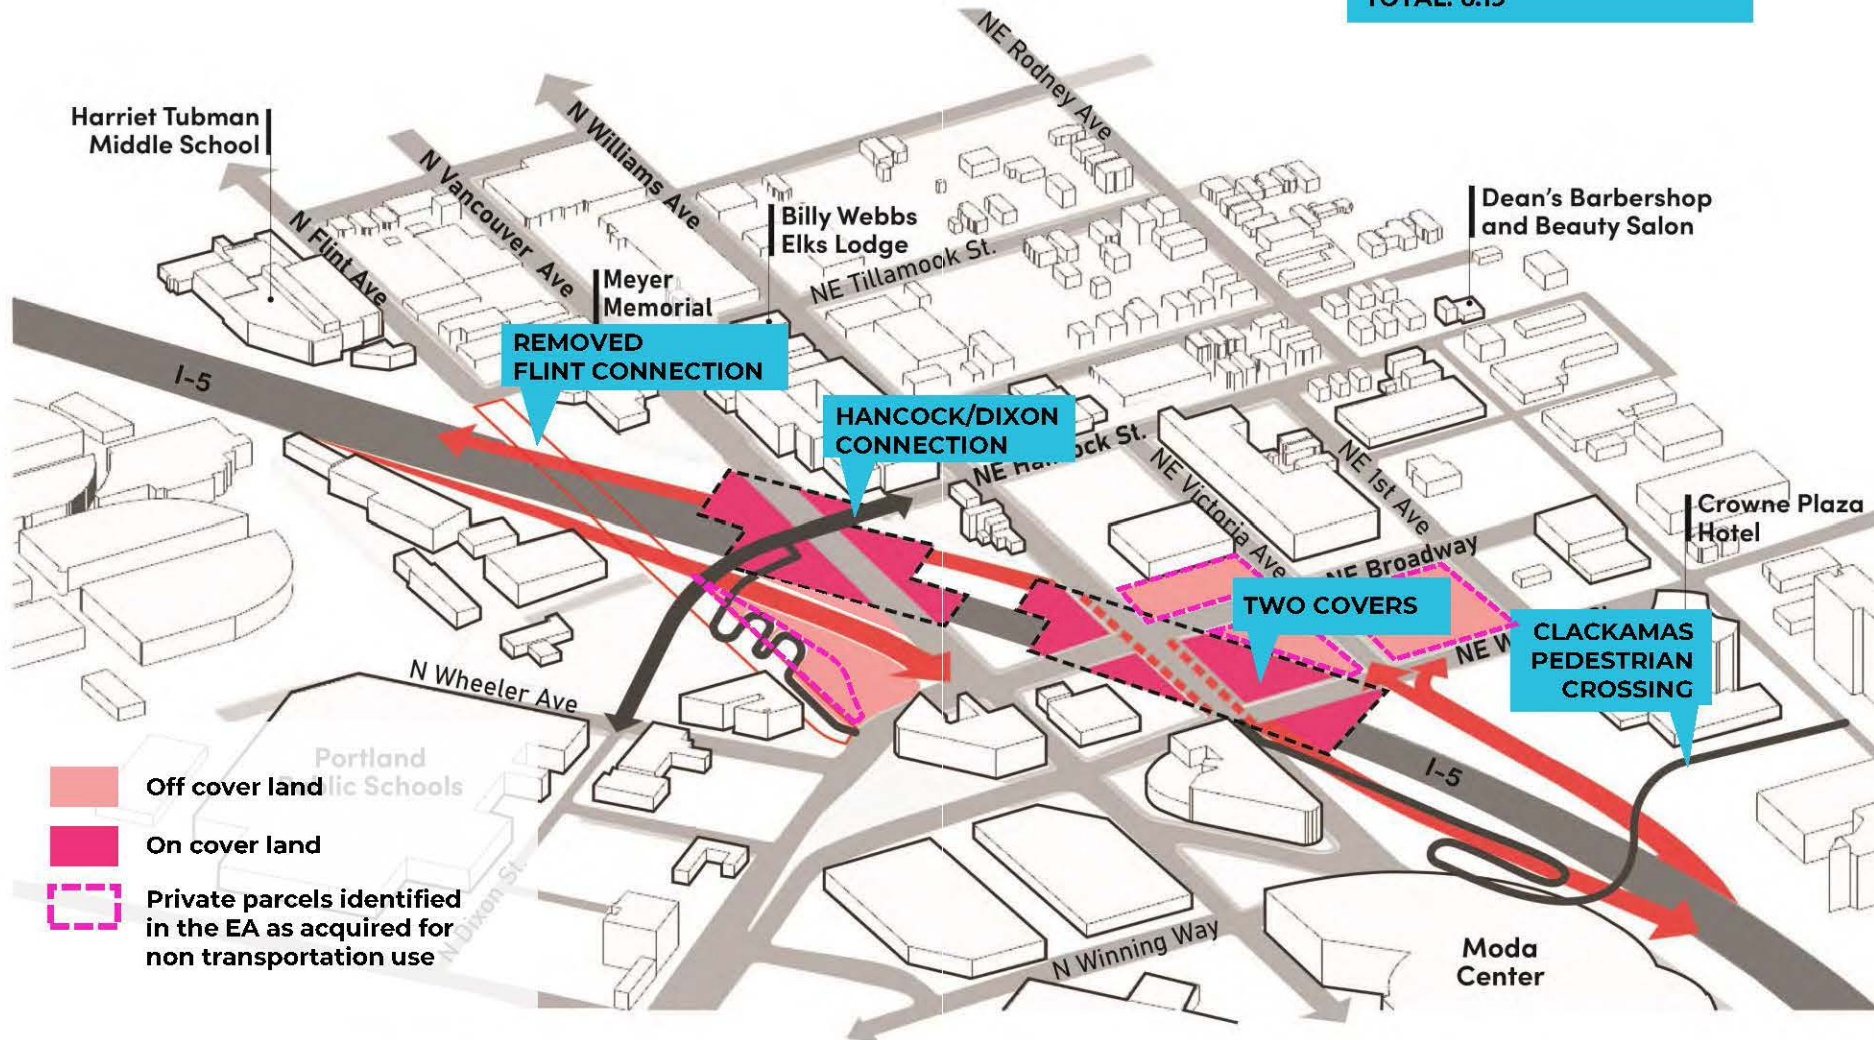 TOTAL: 6.15
NE Rodney Ave
Harriet Tubman
Middle School
N Williams Ave
N Vancouver Ave
N Flint Ave
Billy Webbs
Elks Lodge
Dean's Barbershop
and Beauty Salon
NE Tillamook St.
Meyer
Memorial
REMOVED
FLINT CONNECTION
I-5
HANCOCK/DIXON
CONNECTION
NE Ha ock St.
NE Victoria Ave
NE 1st Ave
Crowne Plaza
Hotel
NE Broadway
TWO COVERS
NE W
CLACKAMAS
PEDESTRIAN
CROSSING
N Wheeler Ave
Portland
Public Schools
I-5
Off cover land
On cover land
Private parcels identified
in the EA as acquired for
non transportation use
N Dixon St.
N Winning Way
Moda
Center